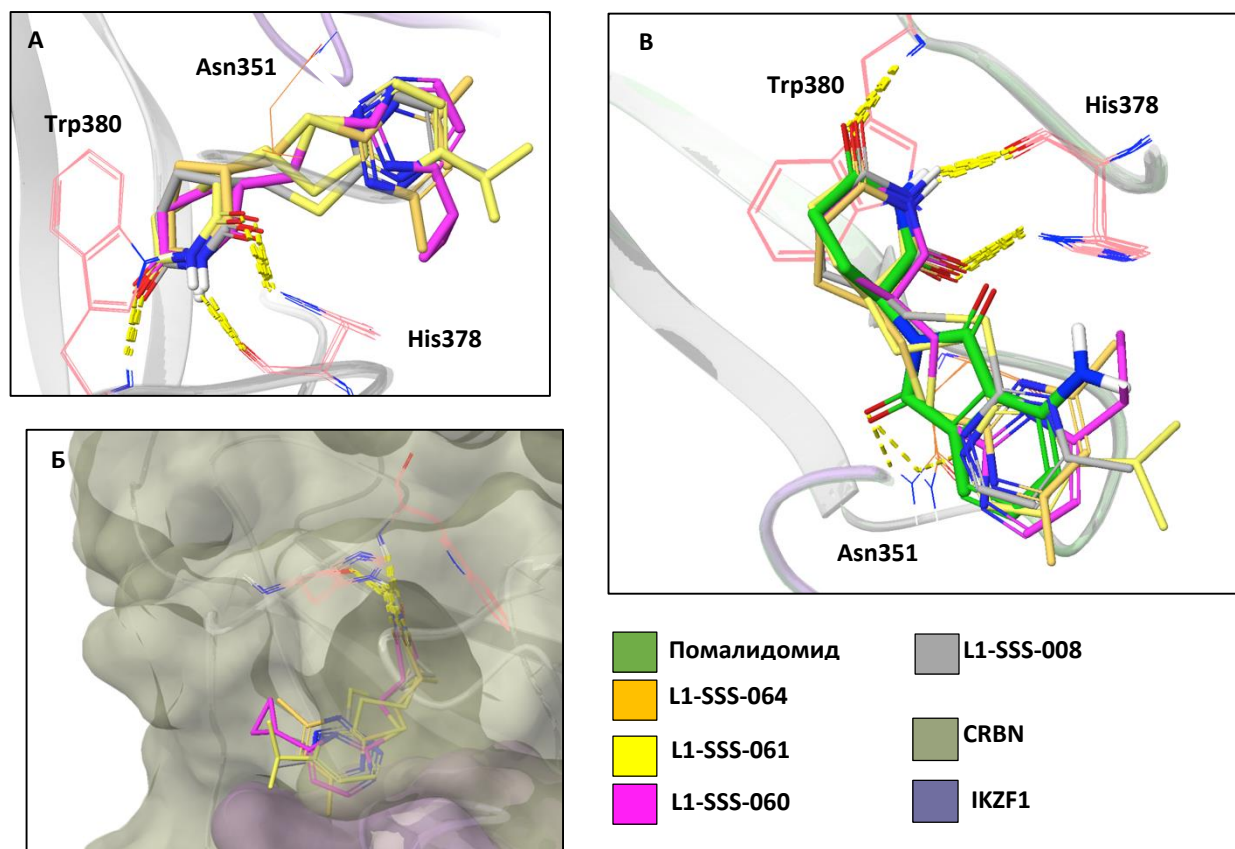 А
Asn351
Trp380
His378
Б
В
Trp380
His378
Asn351
Помалидомид
L1-SSS-064
L1-SSS-061
L1-SSS-060
L1-SSS-008
CRBN
IKZF1